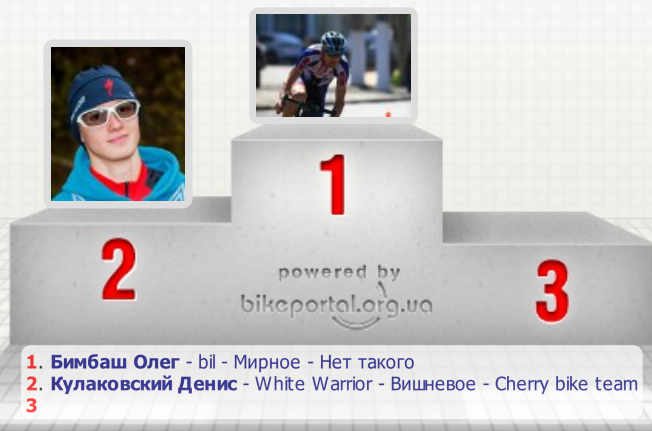 1
2
3
powered by
bikeportal.org.ua
1. Бимбаш Олег - bil - Мирное - Нет такого
2. Кулаковский Денис - White Warrior - Вишневое - Cherry bike team
3